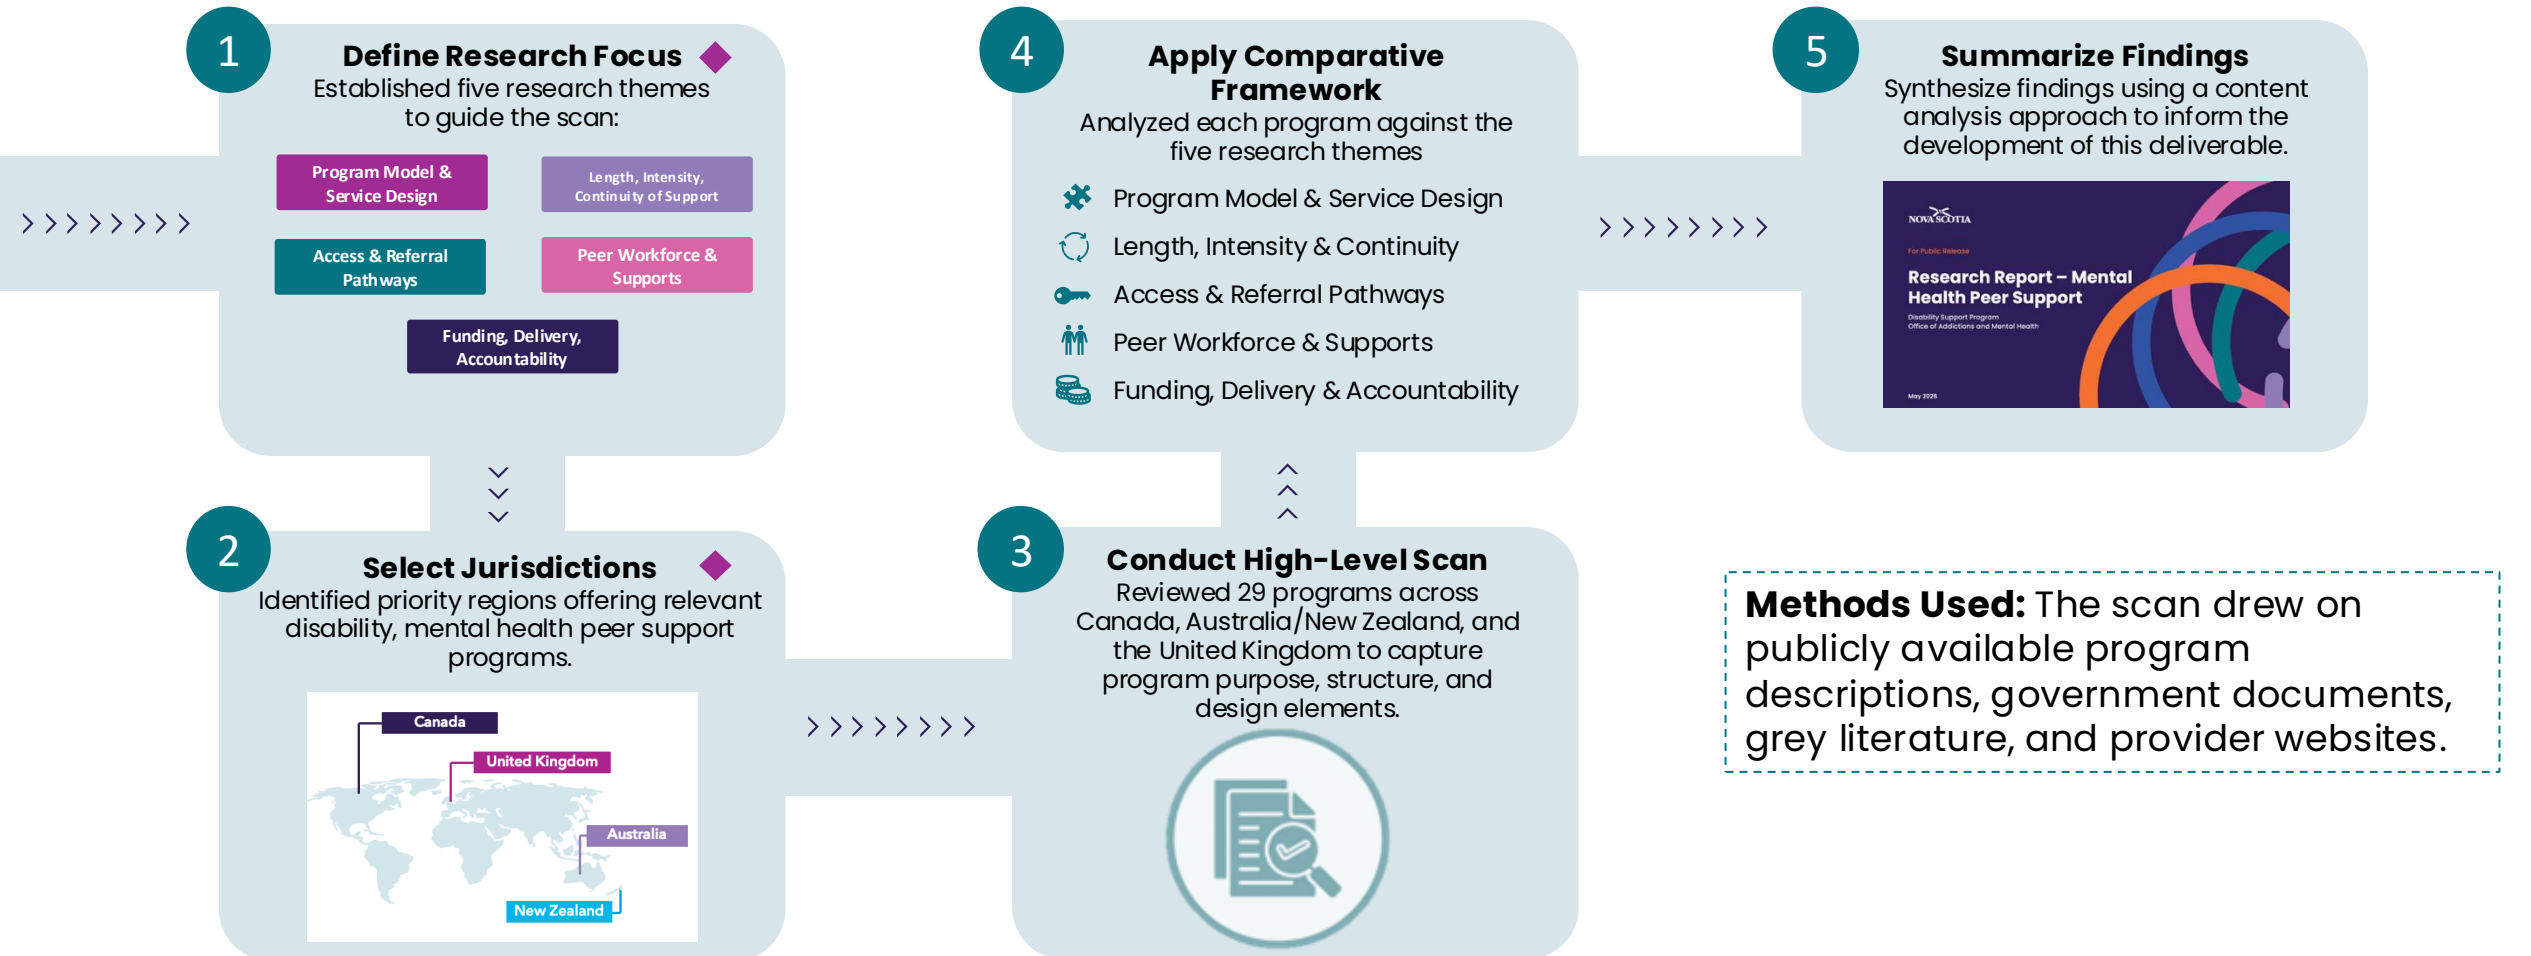 1
Define Research Focus
Established five research themes
to guide the scan:
Program Model &
Service Design
Length, Intensity,
Continuity of Support
Access & Referral
Pathways
Peer Workforce &
Supports
Funding, Delivery,
Accountability
2
Select Jurisdictions
Identified priority regions offering relevant
disability, mental health peer support
programs.
Canada
United Kingdom
Australia
New Zealand
3
Conduct High-Level Scan
Reviewed 29 programs across
Canada, Australia/New Zealand, and
the United Kingdom to capture
program purpose, structure, and
design elements.
4
Apply Comparative
Framework
Analyzed each program against the
five research themes
Program Model & Service Design
Length, Intensity & Continuity
Access & Referral Pathways
Peer Workforce & Supports
Funding, Delivery & Accountability
5
Summarize Findings
Synthesize findings using a content
analysis approach to inform the
development of this deliverable.
NOVA SCOTIA
For Public Release
Research Report – Mental
Health Peer Support
Disability Support Program
Office of Addictions and Mental Health
May 2026
Methods Used: The scan drew on
publicly available program
descriptions, government documents,
grey literature, and provider websites.